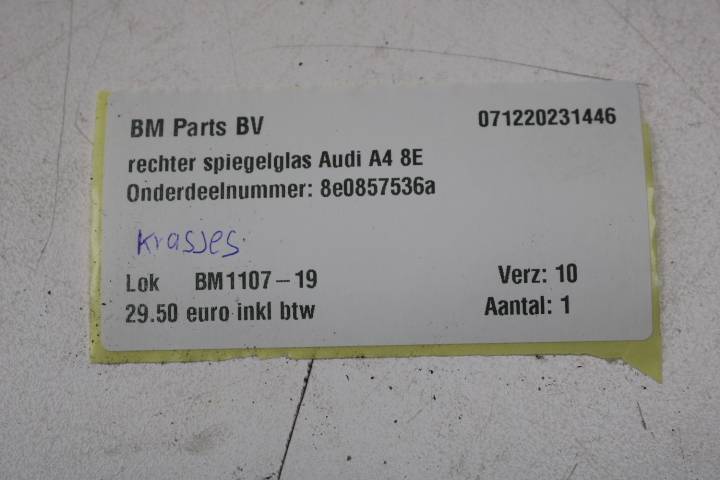 BM Parts BV 071220231446
rechter spiegelglas Audi A4 8E
Onderdeelnummer: 8e0857536a
krasjes
Lok BM1107-19 Verz: 10
29.50 euro inkl btw Aantal: 1